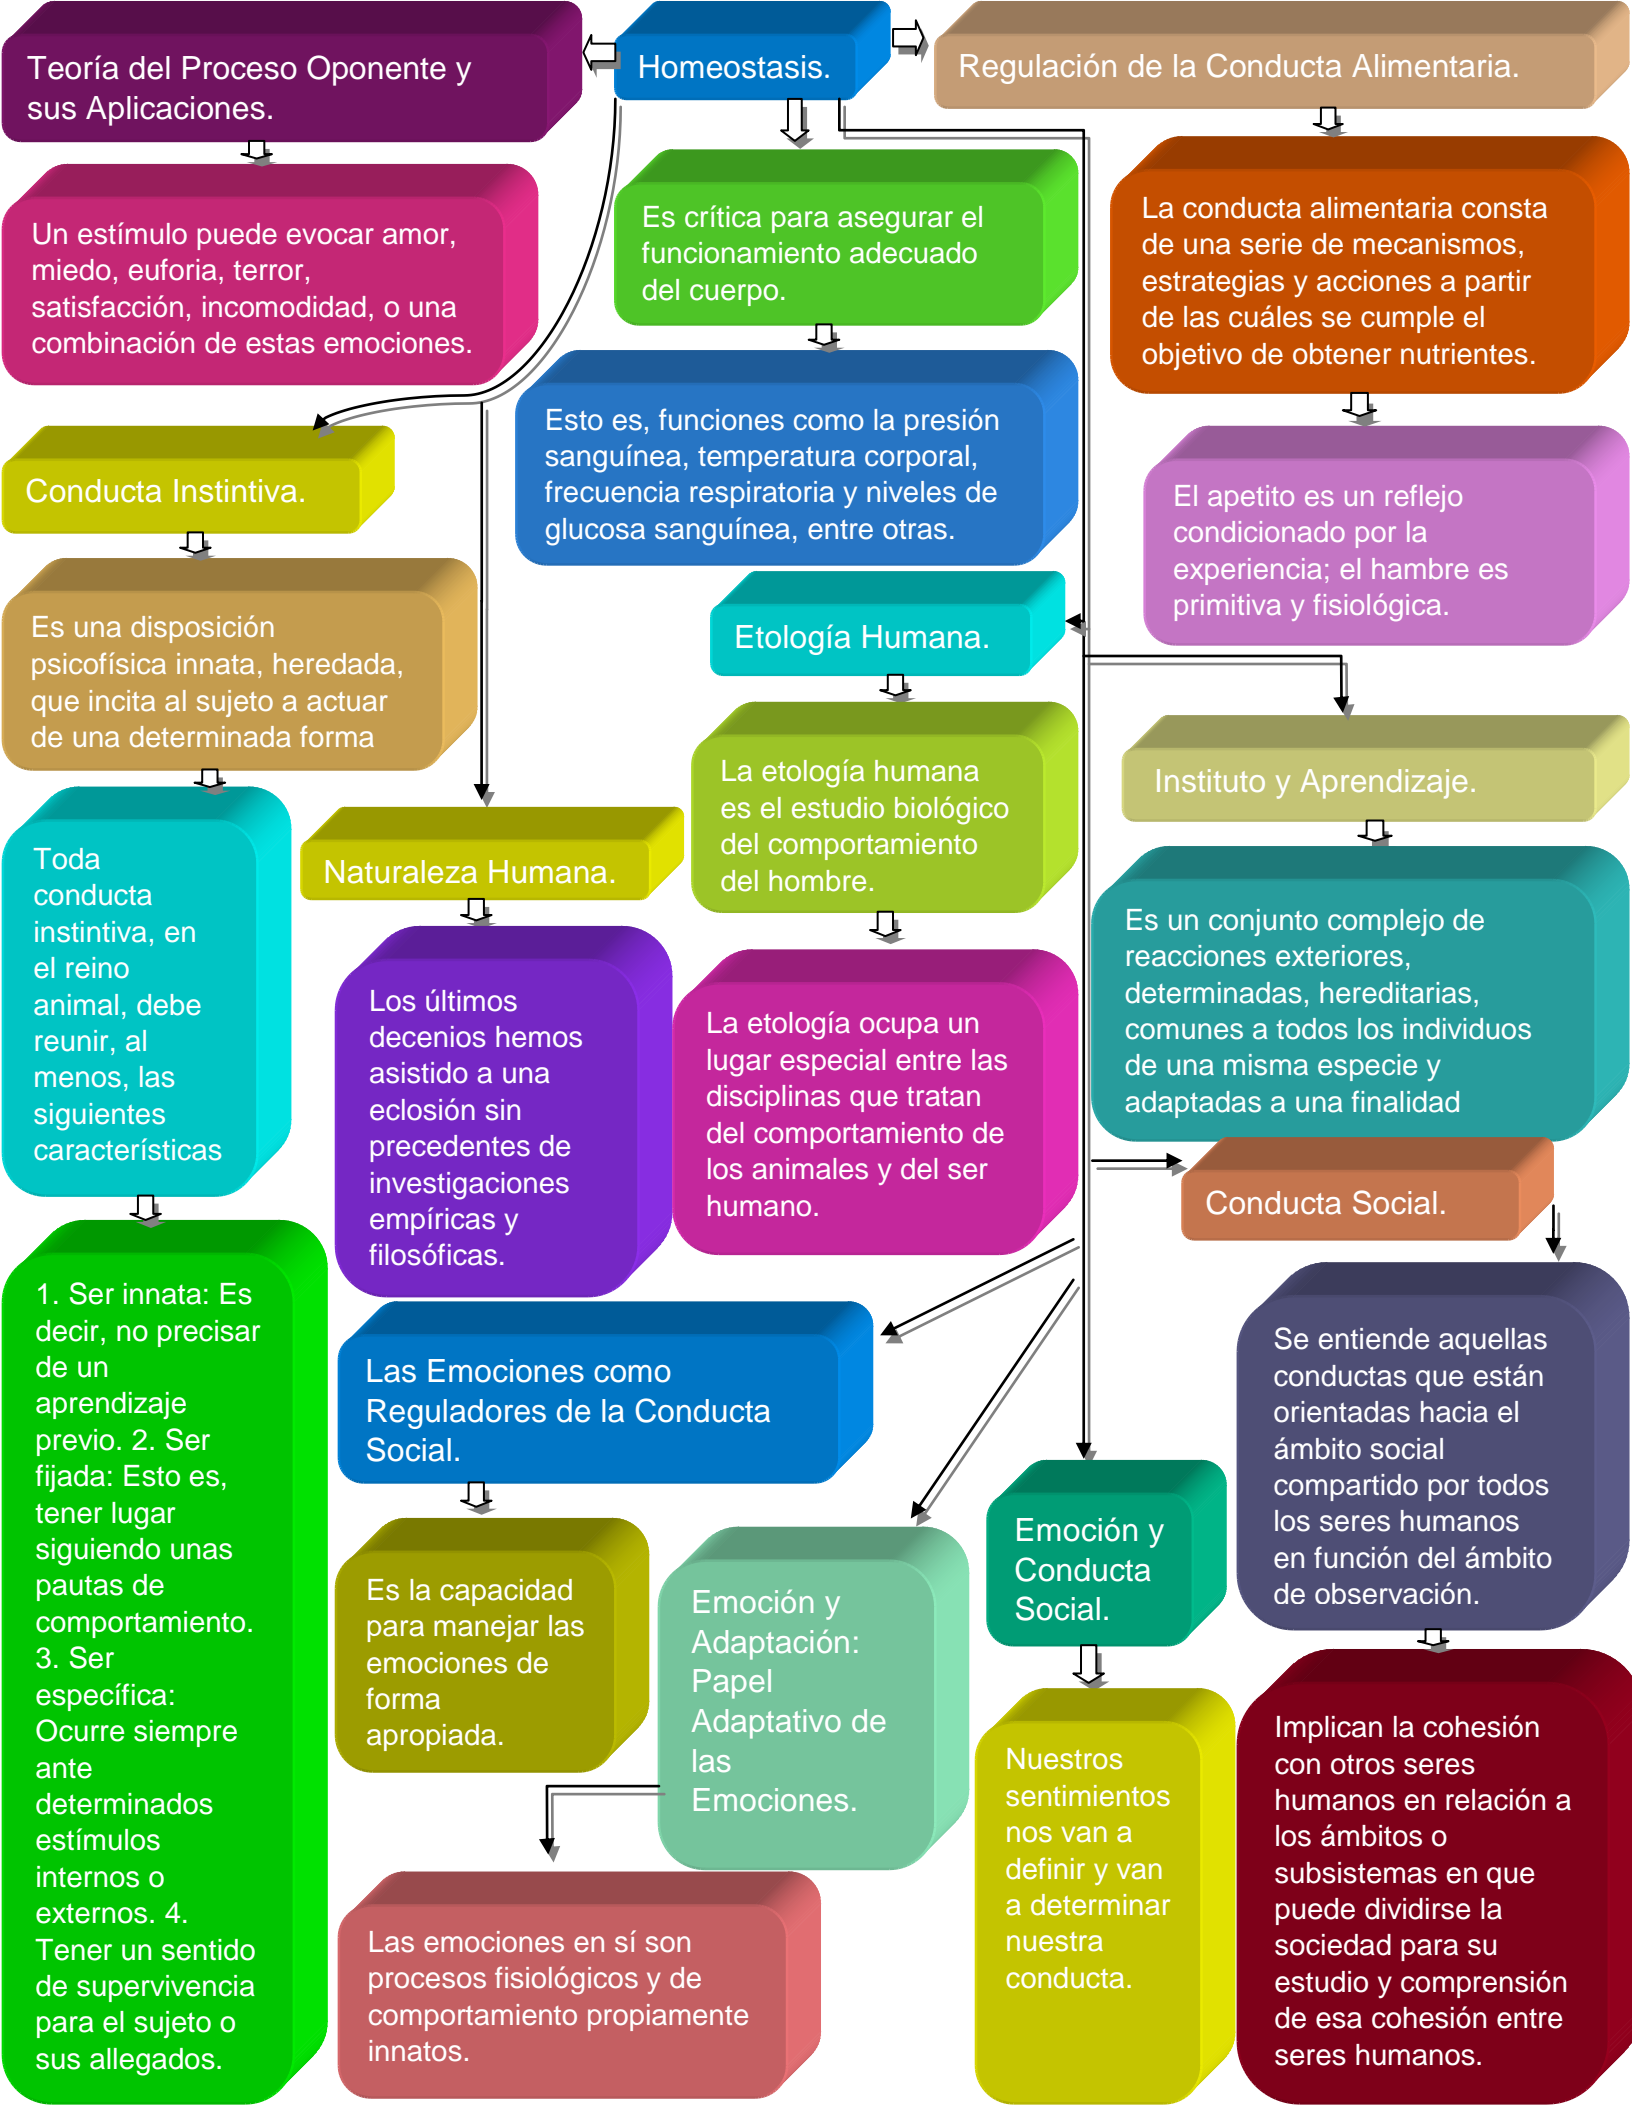 Teoría del Proceso Oponente y
sus Aplicaciones.
Homeostasis.
Regulación de la Conducta Alimentaria.
Un estímulo puede evocar amor,
miedo, euforia, terror,
satisfacción, incomodidad, o una
combinación de estas emociones.
Es crítica para asegurar el
funcionamiento adecuado
del cuerpo.
La conducta alimentaria consta
de una serie de mecanismos,
estrategias y acciones a partir
de las cuáles se cumple el
objetivo de obtener nutrientes.
Esto es, funciones como la presión
sanguínea, temperatura corporal,
frecuencia respiratoria y niveles de
glucosa sanguínea, entre otras.
El apetito es un reflejo
condicionado por la
experiencia; el hambre es
primitiva y fisiológica.
Conducta Instintiva.
Es una disposición
psicofísica innata, heredada,
que incita al sujeto a actuar
de una determinada forma
Etología Humana.
La etología humana
es el estudio biológico
del comportamiento
del hombre.
Instituto y Aprendizaje.
Toda
conducta
instintiva, en
el reino
animal, debe
reunir, al
menos, las
siguientes
características
Naturaleza Humana.
Los últimos
decenios hemos
asistido a una
eclosión sin
precedentes de
investigaciones
empíricas y
filosóficas.
La etología ocupa un
lugar especial entre las
disciplinas que tratan
del comportamiento de
los animales y del ser
humano.
Es un conjunto complejo de
reacciones exteriores,
determinadas, hereditarias,
comunes a todos los individuos
de una misma especie y
adaptadas a una finalidad
Conducta Social.
1. Ser innata: Es
decir, no precisar
de un
aprendizaje
previo. 2. Ser
fijada: Esto es,
tener lugar
siguiendo unas
pautas de
comportamiento.
3. Ser
específica:
Ocurre siempre
ante
determinados
estímulos
internos o
externos. 4.
Tener un sentido
de supervivencia
para el sujeto o
sus allegados.
Las Emociones como
Reguladores de la Conducta
Social.
Es la capacidad
para manejar las
emociones de
forma
apropiada.
Emoción y
Adaptación:
Papel
Adaptativo de
las
Emociones.
Las emociones en sí son
procesos fisiológicos y de
comportamiento propiamente
innatos.
Emoción y
Conducta
Social.
Nuestros
sentimientos
nos van a
definir y van
a determinar
nuestra
conducta.
Se entiende aquellas
conductas que están
orientadas hacia el
ámbito social
compartido por todos
los seres humanos
en función del ámbito
de observación.
Implican la cohesión
con otros seres
humanos en relación a
los ámbitos o
subsistemas en que
puede dividirse la
sociedad para su
estudio y comprensión
de esa cohesión entre
seres humanos.